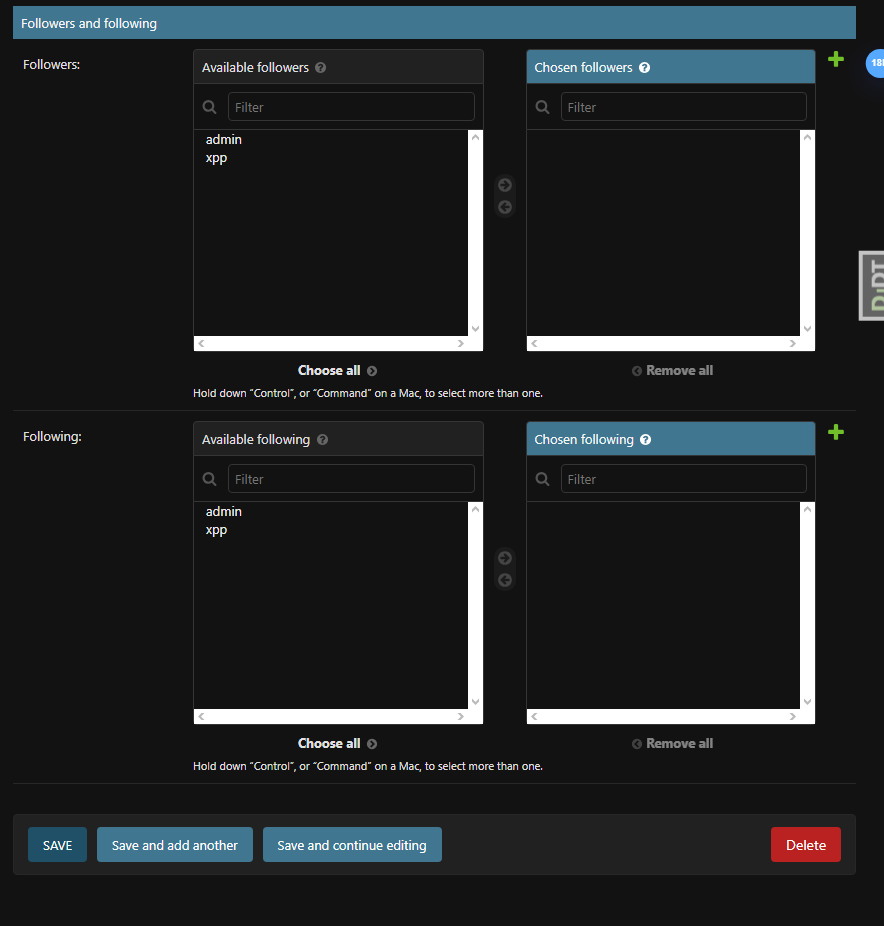 Followers and following
Followers:
Available followers ?
Chosen followers ?
Filter
Filter
admin
xpp
Choose all
Remove all
Hold down “Control”, or “Command” on a Mac, to select more than one.
Following:
Available following ?
Chosen following ?
Filter
Filter
admin
xpp
Choose all
Remove all
Hold down “Control”, or “Command” on a Mac, to select more than one.
SAVE
Save and add another
Save and continue editing
Delete
DjDT